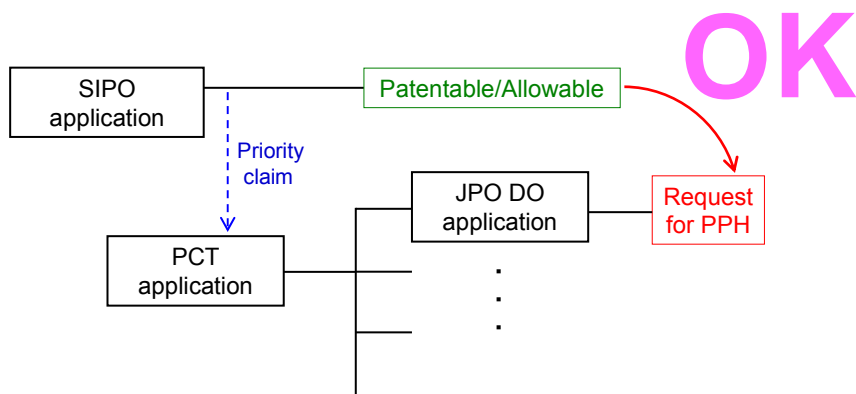 OK
SIPO
application
Patentable/Allowable
Priority
claim
JPO DO
application
Request
for PPH
PCT
application